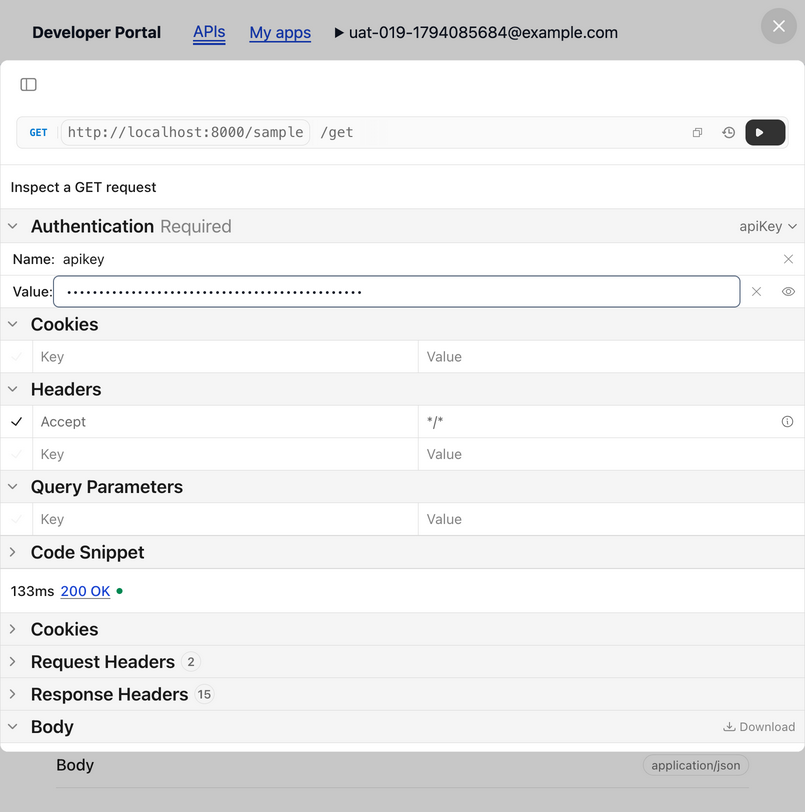 Developer Portal APIs My apps ▶ uat-019-1794085684@example.com
GET http://localhost:8000/sample /get
Inspect a GET request
Authentication Required apiKey
Name: apikey
Value: ••••••••••••••••••••••••••••••••••••••••••••••
Cookies
Key Value
Headers
Accept */*
Key Value
Query Parameters
Key Value
Code Snippet
133ms 200 OK
Cookies
Request Headers 2
Response Headers 15
Body Download
Body application/json